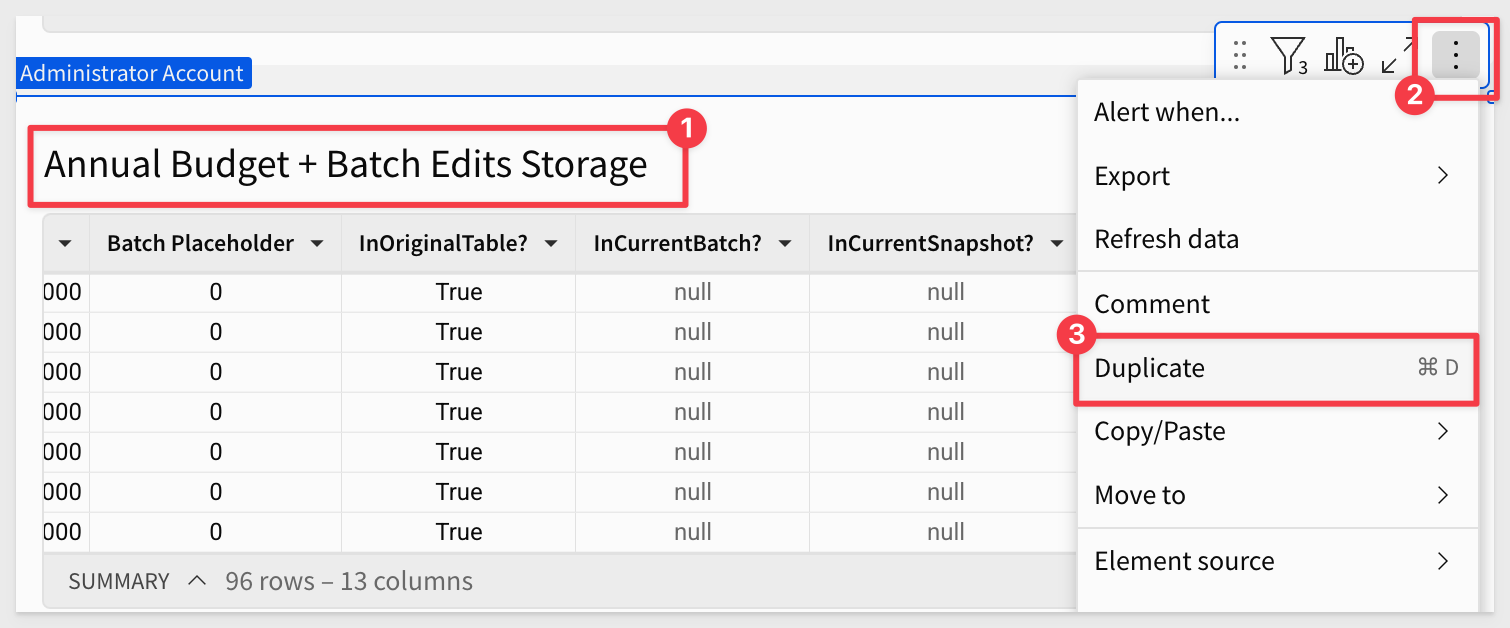 Administrator Account
3
2
1
Annual Budget + Batch Edits Storage
Batch Placeholder InOriginalTable? InCurrentBatch? InCurrentSnapshot?
000 0 True null null
000 0 True null null
000 0 True null null
000 0 True null null
000 0 True null null
000 0 True null null
000 0 True null null
SUMMARY 96 rows – 13 columns
Alert when...
Export
Refresh data
Comment
3
Duplicate ⌘ D
Copy/Paste
Move to
Element source